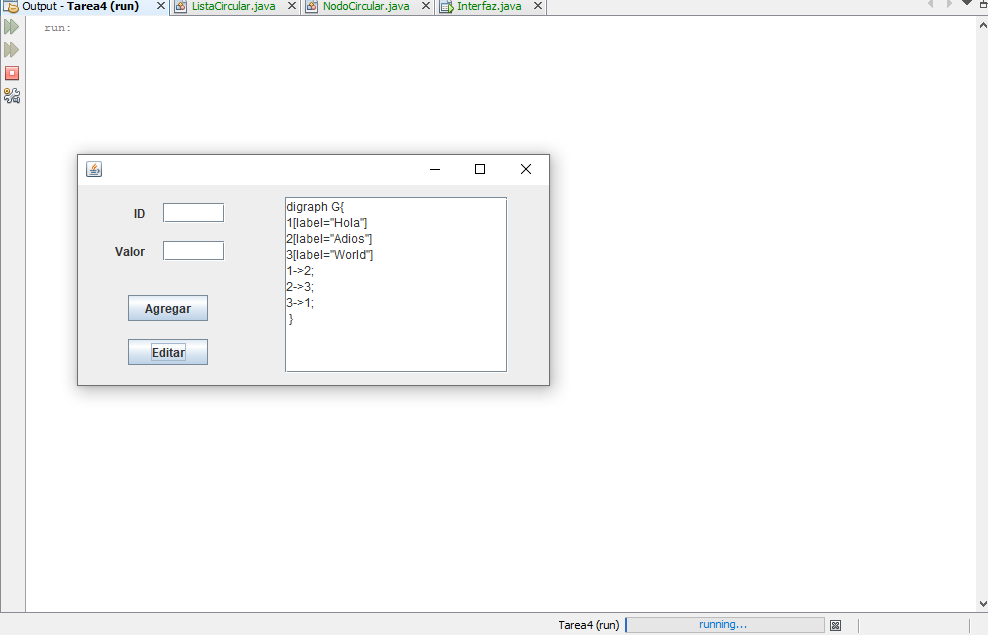 Output - Tarea4 (run) ListaCircular.java NodoCircular.java Interfaz.java
run:
ID
Valor
Agregar
Editar
digraph G{
1[label="Hola"]
2[label="Adios"]
3[label="World"]
1->2;
2->3;
3->1;
}
Tarea4 (run) running...